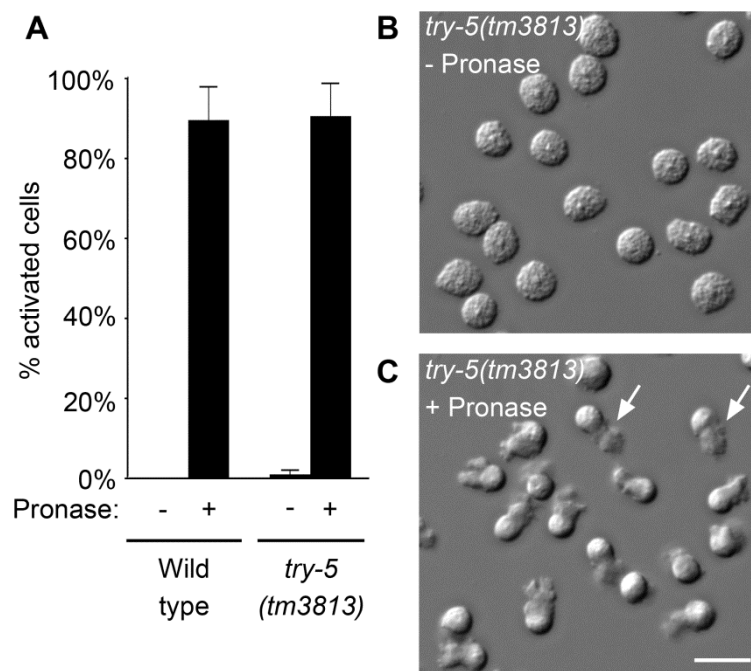 A
100%
80%
60%
40%
20%
0%
% activated cells
Pronase: - + - +
Wild type
try-5 (tm3813)
B
try-5(tm3813)
- Pronase
C
try-5(tm3813)
+ Pronase